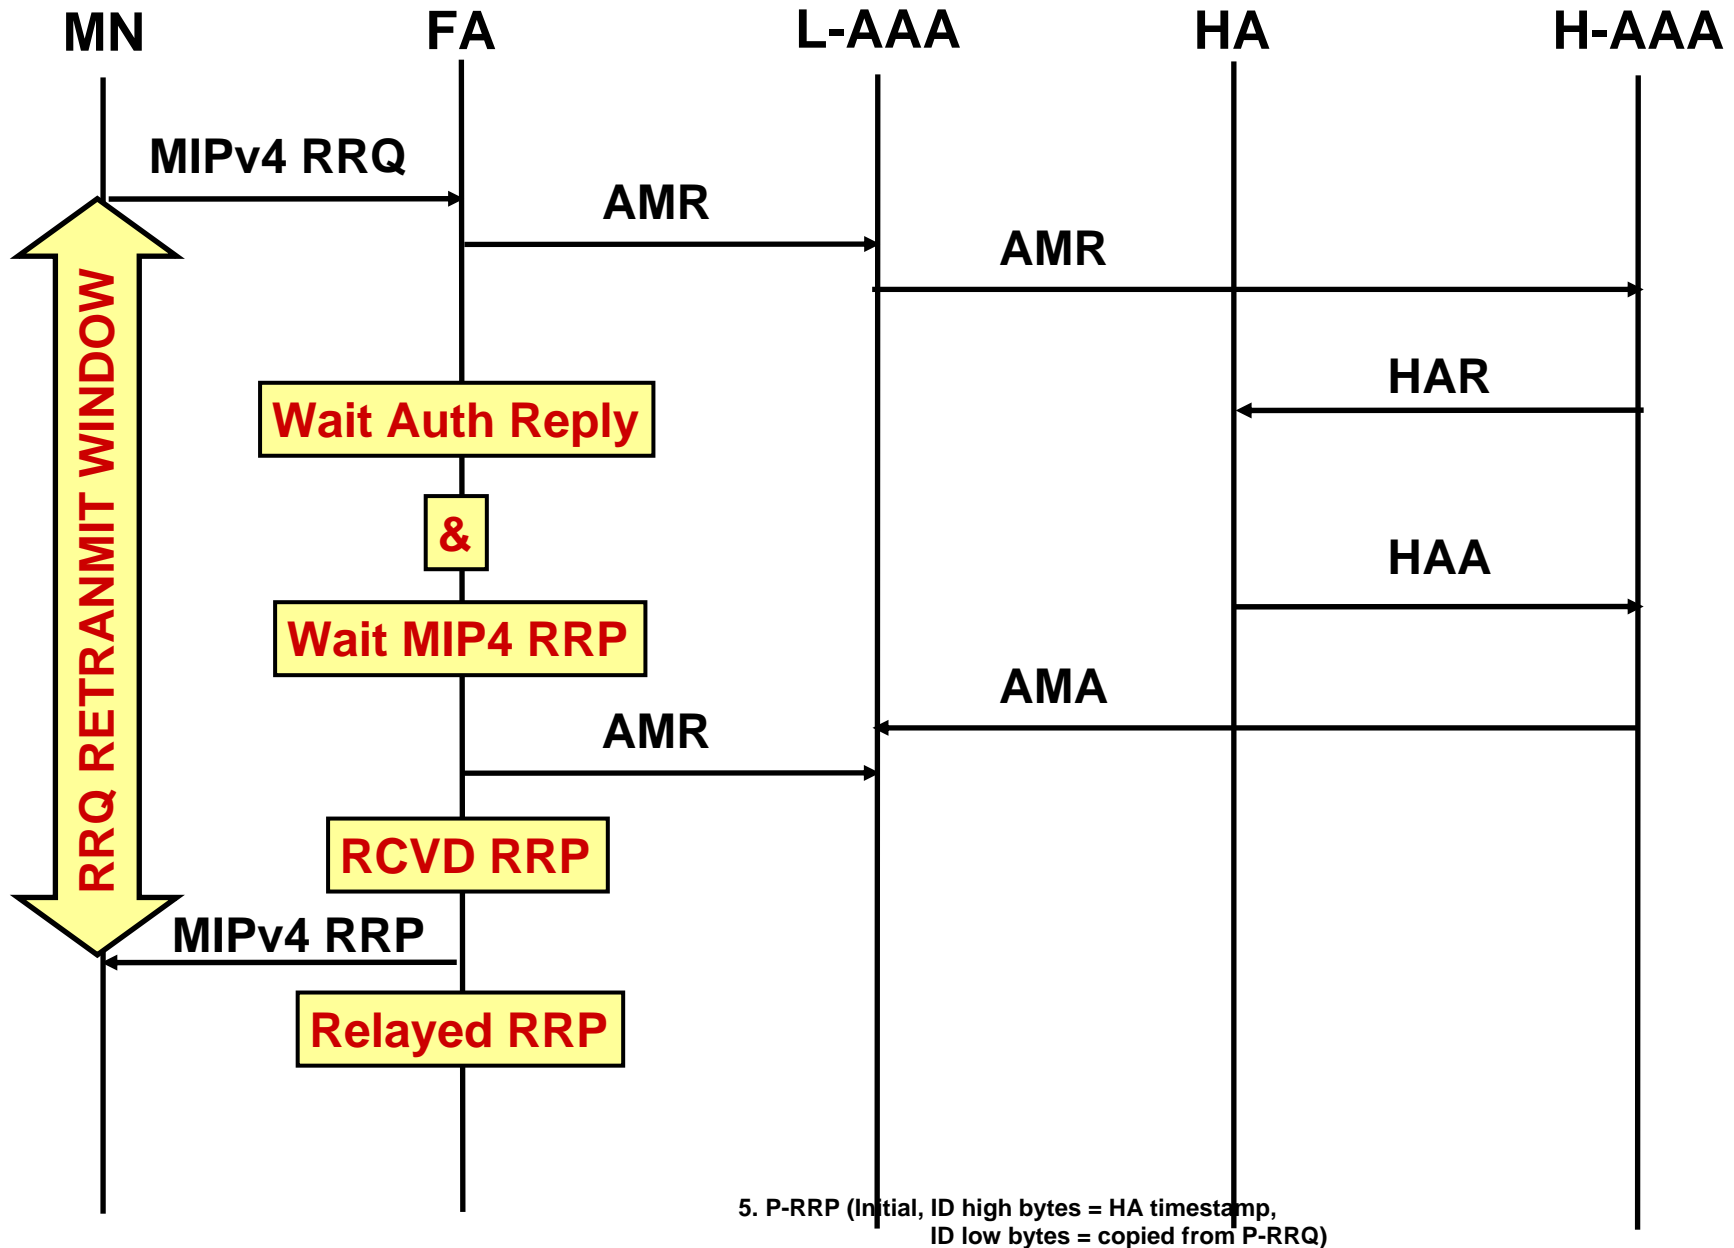 MN FA L-AAA HA H-AAA
MIPv4 RRQ
AMR
AMR
HAR
Wait Auth Reply
&
HAA
Wait MIP4 RRP
AMA
AMR
RRQ RETRANMIT WINDOW
RCVD RRP
MIPv4 RRP
Relayed RRP
5. P-RRP (Initial, ID high bytes = HA timestamp,
ID low bytes = copied from P-RRQ)